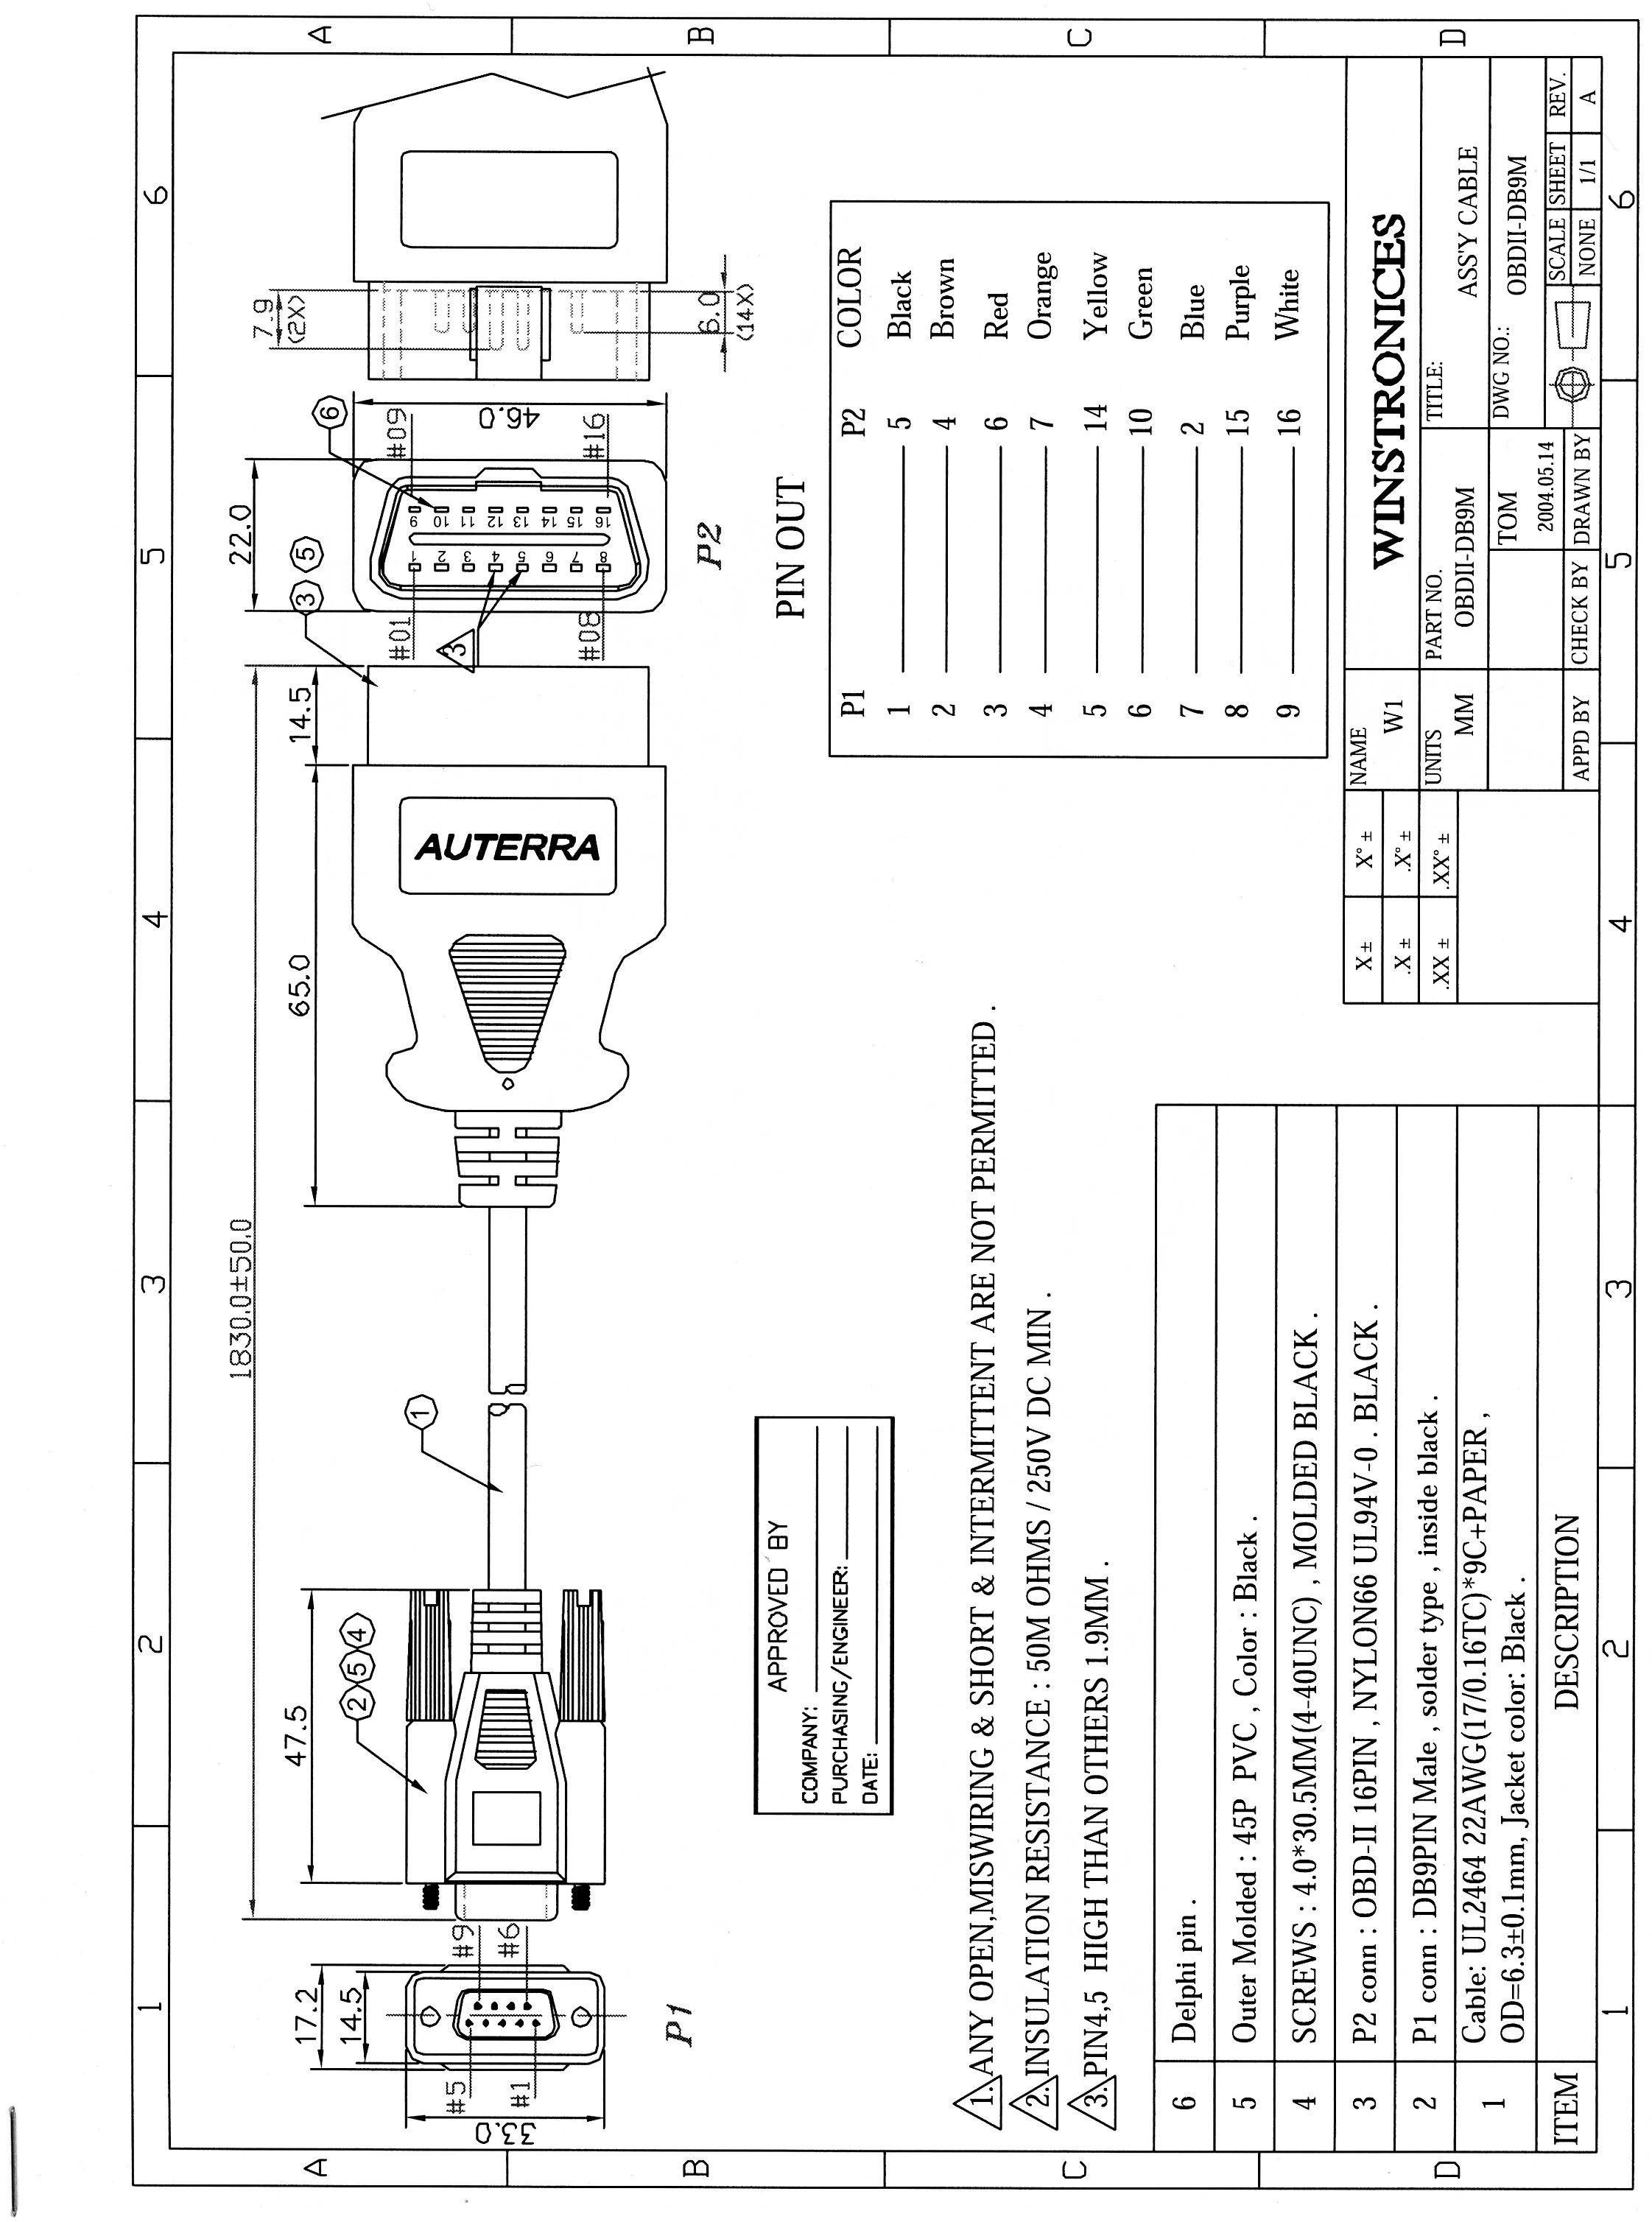 1 2 3 4 5 6
A A
B B
C C
D D
1830.0±50.0
47.5
17.2
14.5
33.0
#5
#9
#1
#6
2 5 4
1
P1
65.0
14.5
3 5
AUTERRA
22.0
6
#01
#09
3
#08
#16
1 2 3 4 5 6 7 8
9 10 11 12 13 14 15 16
46.0
P2
7.9
(2X)
6.0
(14X)
APPROVED BY
COMPANY:
PURCHASING/ENGINEER:
DATE:
PIN OUT
P1 P2 COLOR
1 5 Black
2 4 Brown
3 6 Red
4 7 Orange
5 14 Yellow
6 10 Green
7 2 Blue
8 15 Purple
9 16 White
1. ANY OPEN,MISWIRING & SHORT & INTERMITTENT ARE NOT PERMITTED .
2. INSULATION RESISTANCE : 50M OHMS / 250V DC MIN .
3. PIN4,5 HIGH THAN OTHERS 1.9MM .
6 Delphi pin .
5 Outer Molded : 45P PVC , Color : Black .
4 SCREWS : 4.0*30.5MM(4-40UNC) , MOLDED BLACK .
3 P2 conn : OBD-II 16PIN , NYLON66 UL94V-0 . BLACK .
2 P1 conn : DB9PIN Male , solder type , inside black .
1 Cable: UL2464 22AWG(17/0.16TC)*9C+PAPER ,
OD=6.3±0.1mm, Jacket color: Black .
ITEM DESCRIPTION
X ± X° ±
.X ± .X° ±
.XX ± .XX° ±
NAME
W1
WINSTRONICES
UNITS
MM
PART NO.
OBDII-DB9M
TITLE:
ASS'Y CABLE
TOM
2004.05.14
DWG NO.:
OBDII-DB9M
APPD BY CHECK BY DRAWN BY
SCALE SHEET REV.
NONE 1/1 A
1 2 3 4 5 6